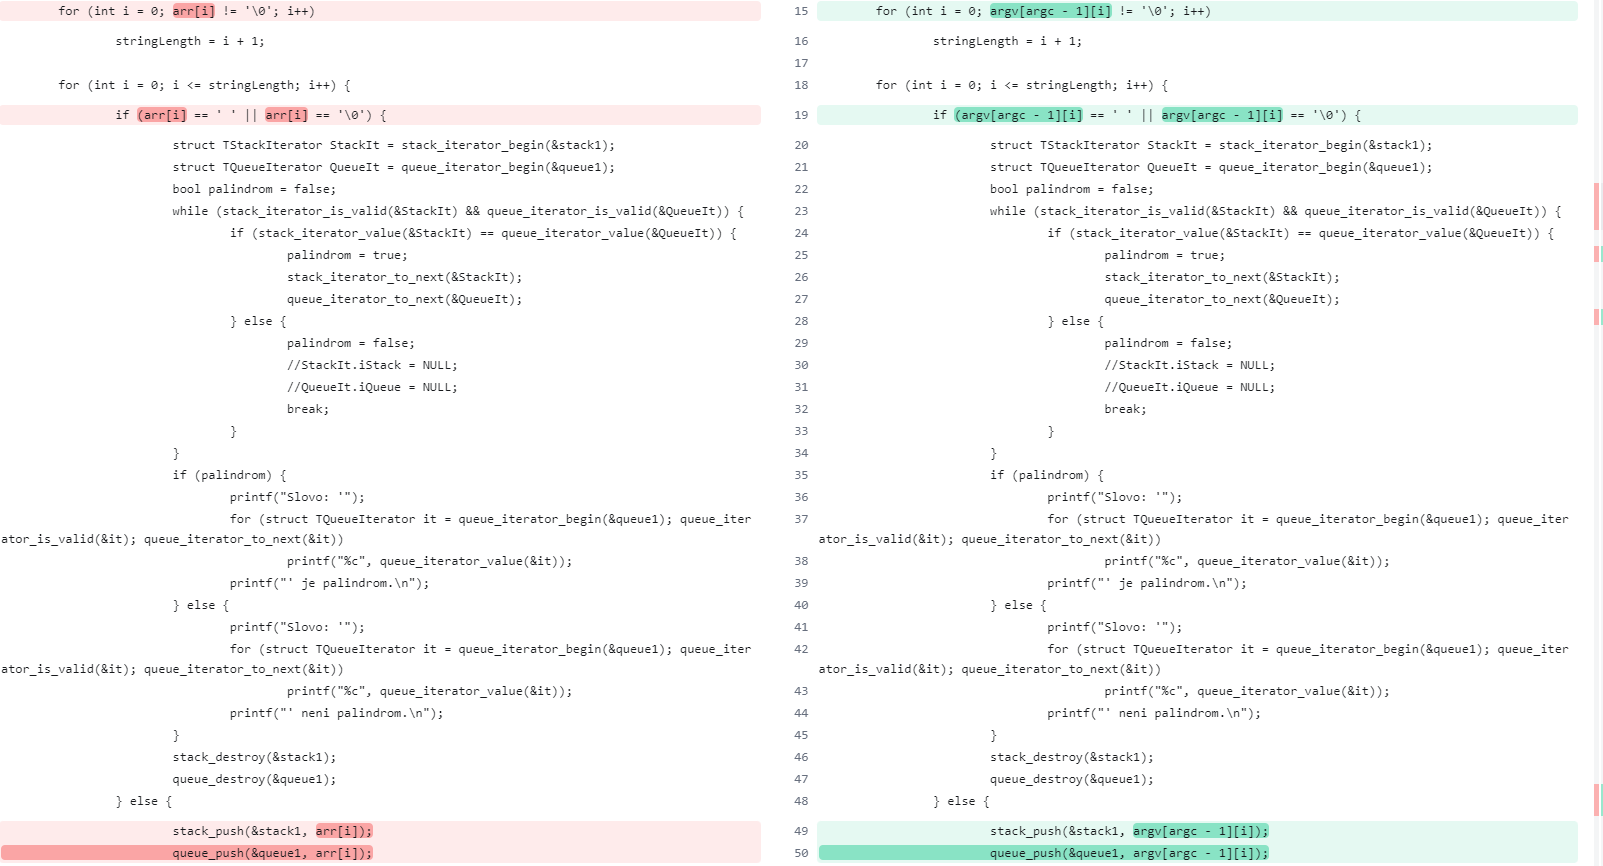 for (int i = 0; arr[i] != '\0'; i++)
stringLength = i + 1;
for (int i = 0; i <= stringLength; i++) {
if (arr[i] == ' ' || arr[i] == '\0') {
struct TStackIterator StackIt = stack_iterator_begin(&stack1);
struct TQueueIterator QueueIt = queue_iterator_begin(&queue1);
bool palindrom = false;
while (stack_iterator_is_valid(&StackIt) && queue_iterator_is_valid(&QueueIt)) {
if (stack_iterator_value(&StackIt) == queue_iterator_value(&QueueIt)) {
palindrom = true;
stack_iterator_to_next(&StackIt);
queue_iterator_to_next(&QueueIt);
} else {
palindrom = false;
//StackIt.iStack = NULL;
//QueueIt.iQueue = NULL;
break;
}
}
if (palindrom) {
printf("Slovo: '");
for (struct TQueueIterator it = queue_iterator_begin(&queue1); queue_iter
ator_is_valid(&it); queue_iterator_to_next(&it))
printf("%c", queue_iterator_value(&it));
printf("' je palindrom.\n");
} else {
printf("Slovo: '");
for (struct TQueueIterator it = queue_iterator_begin(&queue1); queue_iter
ator_is_valid(&it); queue_iterator_to_next(&it))
printf("%c", queue_iterator_value(&it));
printf("' neni palindrom.\n");
}
stack_destroy(&stack1);
queue_destroy(&queue1);
} else {
stack_push(&stack1, arr[i]);
queue_push(&queue1, arr[i]);
15 for (int i = 0; argv[argc - 1][i] != '\0'; i++)
16 stringLength = i + 1;
17
18 for (int i = 0; i <= stringLength; i++) {
19 if (argv[argc - 1][i] == ' ' || argv[argc - 1][i] == '\0') {
20 struct TStackIterator StackIt = stack_iterator_begin(&stack1);
21 struct TQueueIterator QueueIt = queue_iterator_begin(&queue1);
22 bool palindrom = false;
23 while (stack_iterator_is_valid(&StackIt) && queue_iterator_is_valid(&QueueIt)) {
24 if (stack_iterator_value(&StackIt) == queue_iterator_value(&QueueIt)) {
25 palindrom = true;
26 stack_iterator_to_next(&StackIt);
27 queue_iterator_to_next(&QueueIt);
28 } else {
29 palindrom = false;
30 //StackIt.iStack = NULL;
31 //QueueIt.iQueue = NULL;
32 break;
33 }
34 }
35 if (palindrom) {
36 printf("Slovo: '");
37 for (struct TQueueIterator it = queue_iterator_begin(&queue1); queue_iter
ator_is_valid(&it); queue_iterator_to_next(&it))
38 printf("%c", queue_iterator_value(&it));
39 printf("' je palindrom.\n");
40 } else {
41 printf("Slovo: '");
42 for (struct TQueueIterator it = queue_iterator_begin(&queue1); queue_iter
ator_is_valid(&it); queue_iterator_to_next(&it))
43 printf("%c", queue_iterator_value(&it));
44 printf("' neni palindrom.\n");
45 }
46 stack_destroy(&stack1);
47 queue_destroy(&queue1);
48 } else {
49 stack_push(&stack1, argv[argc - 1][i]);
50 queue_push(&queue1, argv[argc - 1][i]);